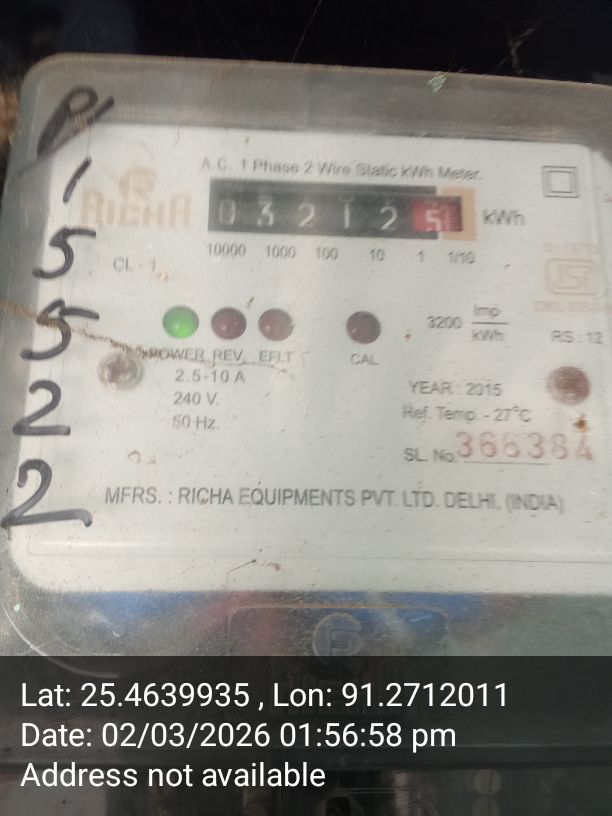 P/
1
5
5
2
2
A.C. 1 Phase 2 Wire Static kWh Meter.
RICHA
0 3 2 1 2 5 kWh
10000 1000 100 10 1 1/10
CL - 1
3200 Imp/kWh
RS : 12
POWER REV. EFLT CAL
2.5-10 A
240 V.
50 Hz.
YEAR : 2015
Ref. Temp. - 27°C
SL. No. 366384
MFRS. : RICHA EQUIPMENTS PVT. LTD. DELHI, (INDIA)
Lat: 25.4639935 , Lon: 91.2712011
Date: 02/03/2026 01:56:58 pm
Address not available